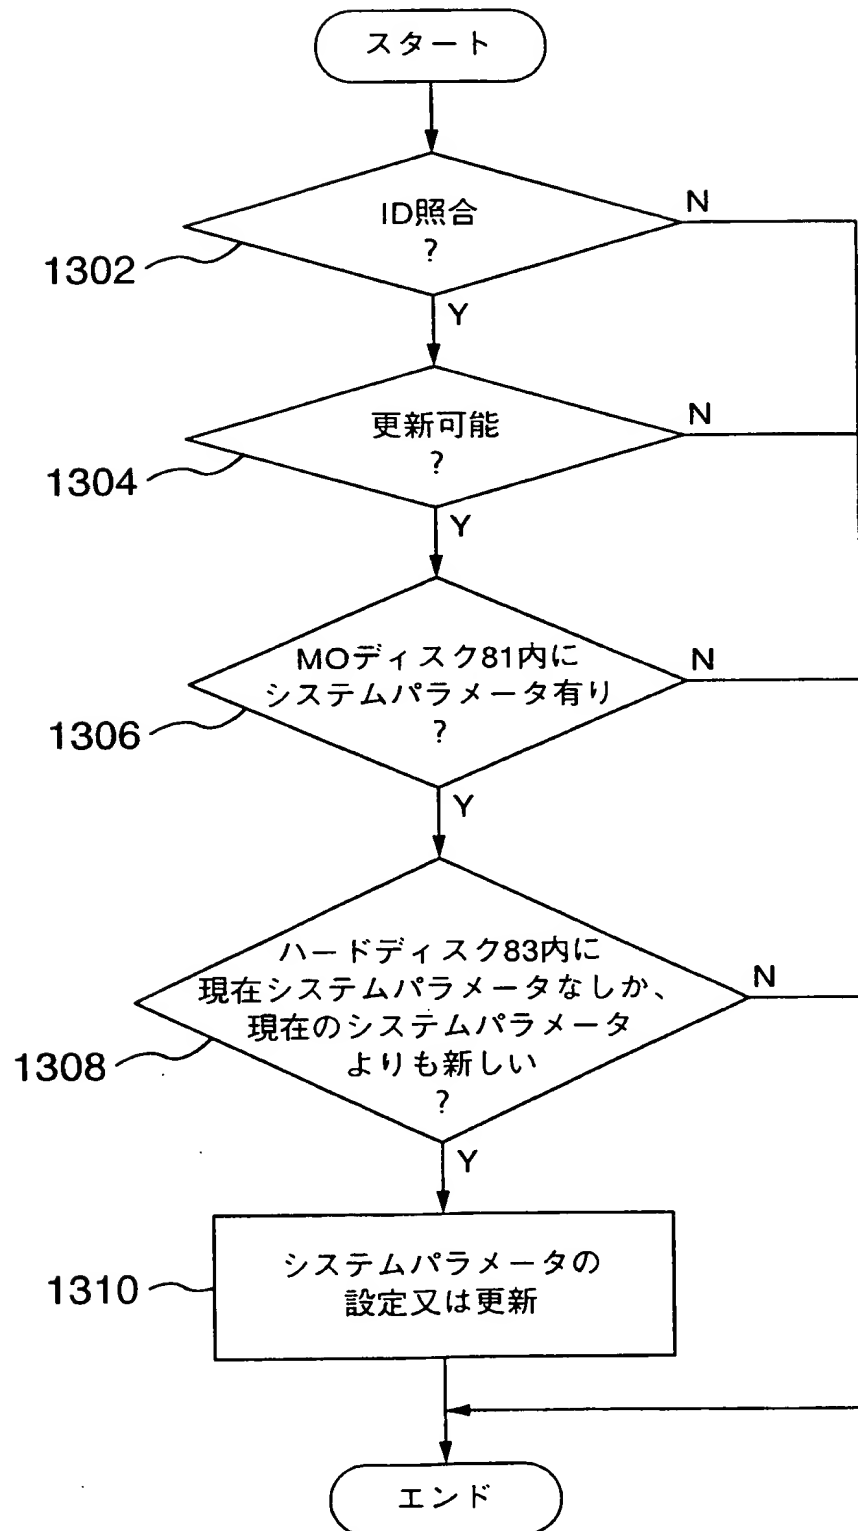 スタート
ID照合
?
N
1302
Y
更新可能
?
N
1304
Y
MOディスク81内に
システムパラメータ有り
?
N
1306
Y
ハードディスク83内に
現在システムパラメータなしか、
現在のシステムパラメータ
よりも新しい
?
N
1308
Y
システムパラメータの
設定又は更新
1310
エンド